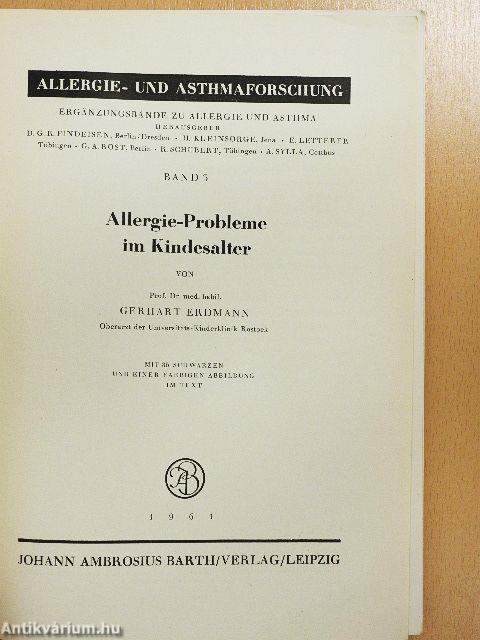 ALLERGIE- UND ASTHMAFORSCHUNG
ERGÄNZUNGSBÄNDE ZU ALLERGIE UND ASTHMA
HERAUSGEBER
D. G. R. FINDEISEN, Berlin/Dresden · H. KLEINSORGE, Jena · E. LETTERER
Tübingen · G. A. ROST, Berlin · R. SCHUBERT, Tübingen · A. SYLLA, Cottbus
BAND 5
Allergie-Probleme
im Kindesalter
VON
Prof. Dr. med. habil.
GERHART ERDMANN
Oberarzt der Universitäts-Kinderklinik Rostock
MIT 36 SCHWARZEN
UND EINER FARBIGEN ABBILDUNG
IM TEXT
1961
JOHANN AMBROSIUS BARTH/VERLAG/LEIPZIG
Antikvárium.hu